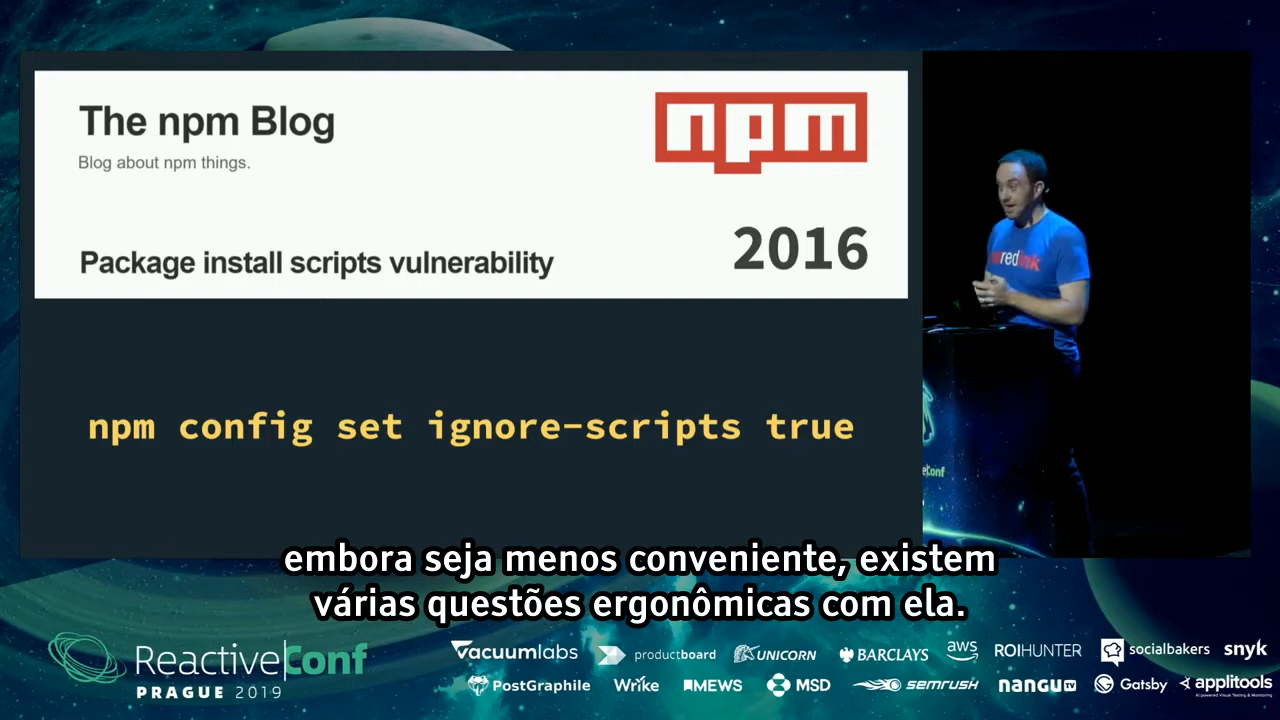 The npm Blog
Blog about npm things.
npm
Package install scripts vulnerability
2016
npm config set ignore-scripts true
embora seja menos conveniente, existem
várias questões ergonômicas com ela.
ReactiveConf
PRAGUE 2019
vacuumlabs
productboard
UNICORN
BARCLAYS
aws
ROIHUNTER
socialbakers
snyk
PostGraphile
Wrike
MEWS
MSD
SEMRUSH
nangu TV
Gatsby
applitools